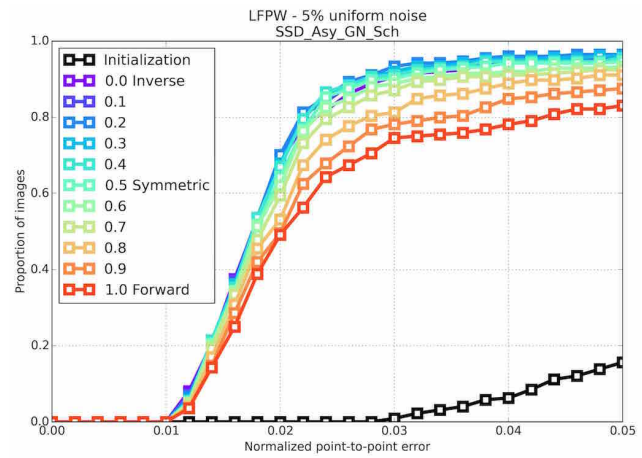 LFPW - 5% uniform noise
SSD_Asy_GN_Sch
1.0
0.8
0.6
0.4
0.2
0.0
Proportion of images
Initialization
0.0 Inverse
0.1
0.2
0.3
0.4
0.5 Symmetric
0.6
0.7
0.8
0.9
1.0 Forward
0.00
0.01
0.02
0.03
0.04
0.05
Normalized point-to-point error